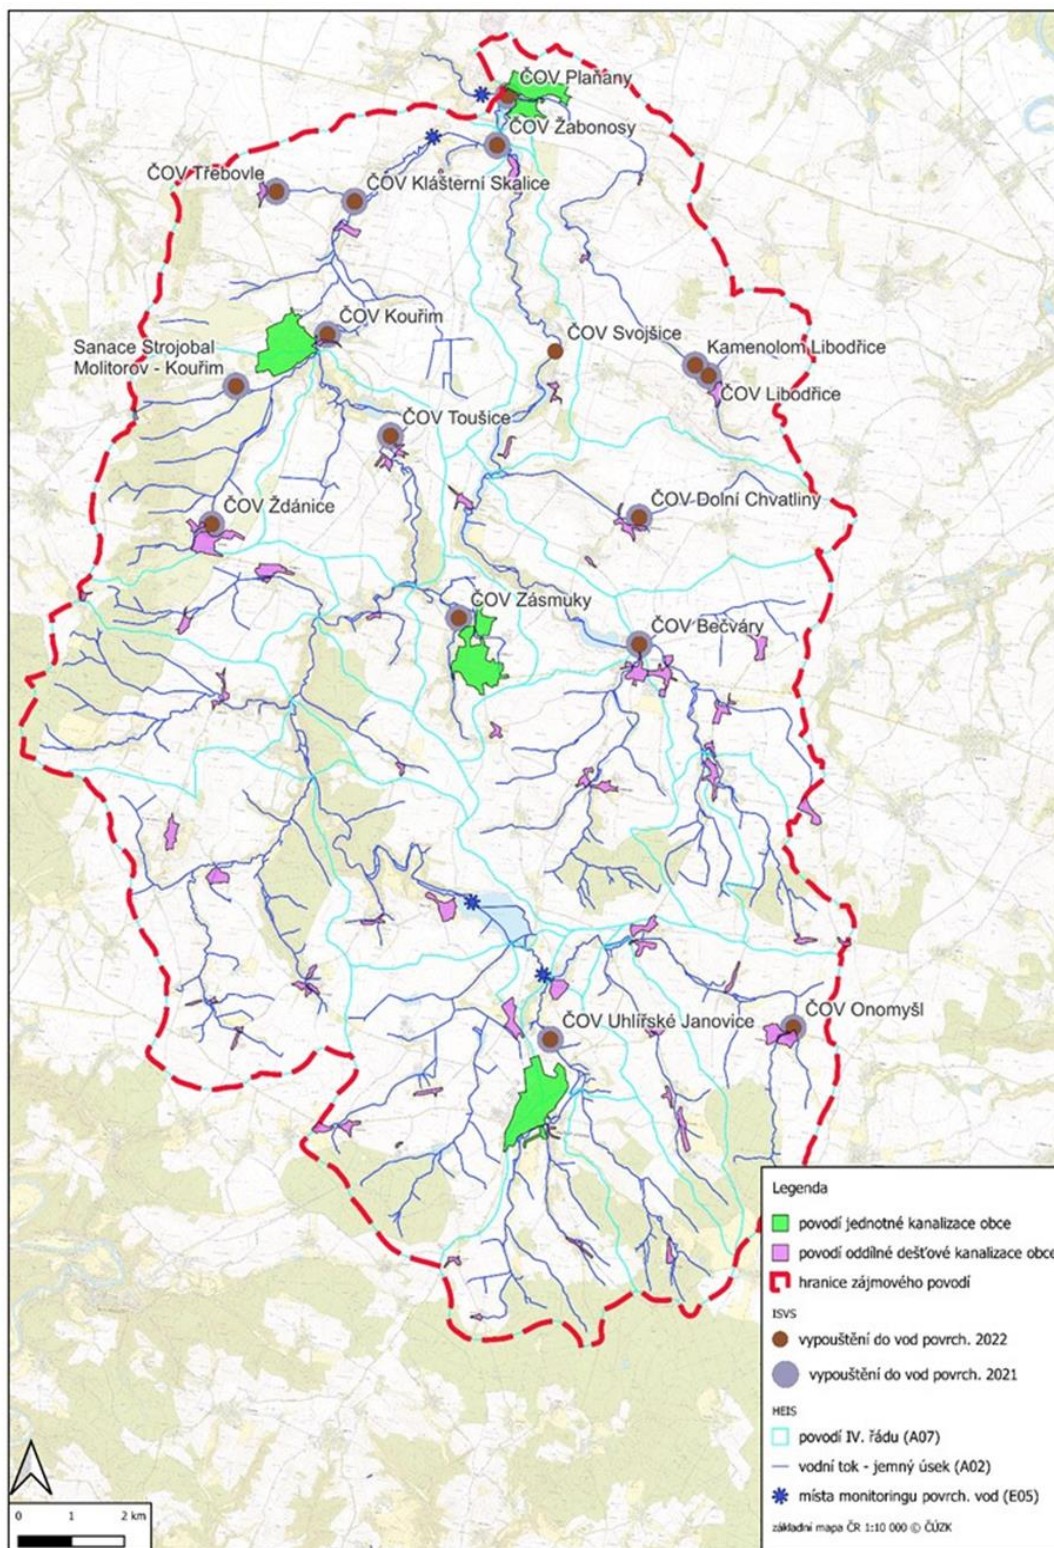 ČOV Plaňany
ČOV Žabonosy
ČOV Třebovle
ČOV Klášterní Skalice
ČOV Kouřim
ČOV Svojšice
Sanace Strojobal
Molitorov - Kouřim
Kamenolom Libodřice
ČOV Libodřice
ČOV Toušice
ČOV Ždánice
ČOV Dolní Chvatliny
ČOV Zásmuky
ČOV Bečváry
ČOV Uhlířské Janovice
ČOV Onomyšl
Legenda
povodí jednotné kanalizace obce
povodí oddílné dešťové kanalizace obce
hranice zájmového povodí
ISVS
vypouštění do vod povrch. 2022
vypouštění do vod povrch. 2021
HEIS
povodí IV. řádu (A07)
vodní tok - jemný úsek (A02)
místa monitoringu povrch. vod (E05)
základní mapa ČR 1:10 000 © ČÚZK
0 1 2 km